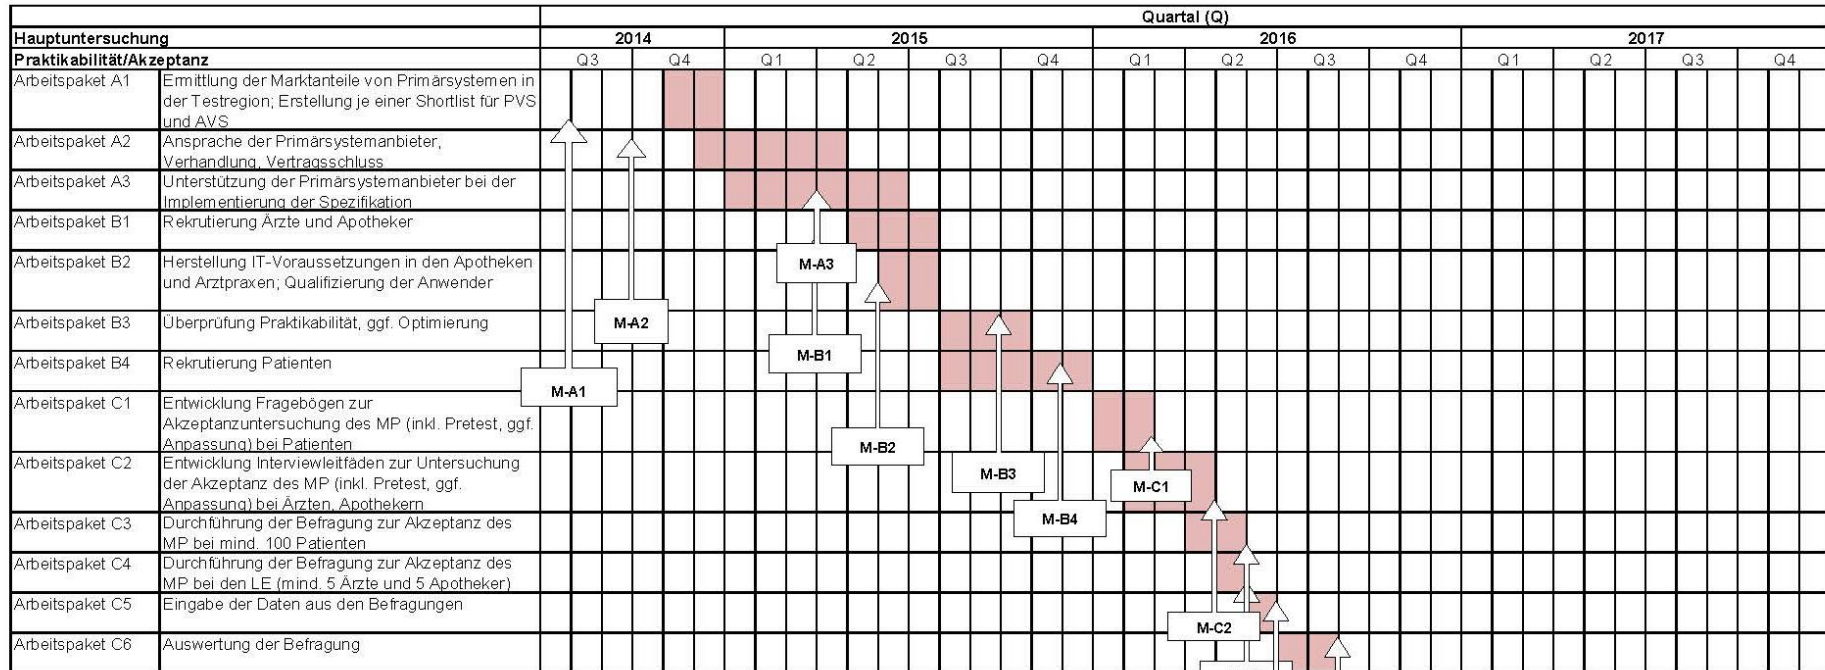 Quartal (Q)
Hauptuntersuchung 2014 2015 2016 2017
Praktikabilität/Akzeptanz Q3 Q4 Q1 Q2 Q3 Q4 Q1 Q2 Q3 Q4 Q1 Q2 Q3 Q4
Arbeitspaket A1 Ermittlung der Marktanteile von Primärsystemen in
der Testregion; Erstellung je einer Shortlist für PVS
und AVS
Arbeitspaket A2 Ansprache der Primärsystemanbieter,
Verhandlung, Vertragsschluss
Arbeitspaket A3 Unterstützung der Primärsystemanbieter bei der
Implementierung der Spezifikation
Arbeitspaket B1 Rekrutierung Ärzte und Apotheker
Arbeitspaket B2 Herstellung IT-Voraussetzungen in den Apotheken
und Arztpraxen; Qualifizierung der Anwender
M-A3
Arbeitspaket B3 Überprüfung Praktikabilität, ggf. Optimierung
M-A2
M-B1
Arbeitspaket B4 Rekrutierung Patienten
M-A1
Arbeitspaket C1 Entwicklung Fragebögen zur
Akzeptanzuntersuchung des MP (inkl. Pretest, ggf.
Anpassung) bei Patienten
M-B2
Arbeitspaket C2 Entwicklung Interviewleitfäden zur Untersuchung
der Akzeptanz des MP (inkl. Pretest, ggf.
Anpassung) bei Ärzten, Apothekern
M-B3
M-C1
M-B4
Arbeitspaket C3 Durchführung der Befragung zur Akzeptanz des
MP bei mind. 100 Patienten
Arbeitspaket C4 Durchführung der Befragung zur Akzeptanz des
MP bei den LE (mind. 5 Ärzte und 5 Apotheker)
Arbeitspaket C5 Eingabe der Daten aus den Befragungen
M-C2
Arbeitspaket C6 Auswertung der Befragung